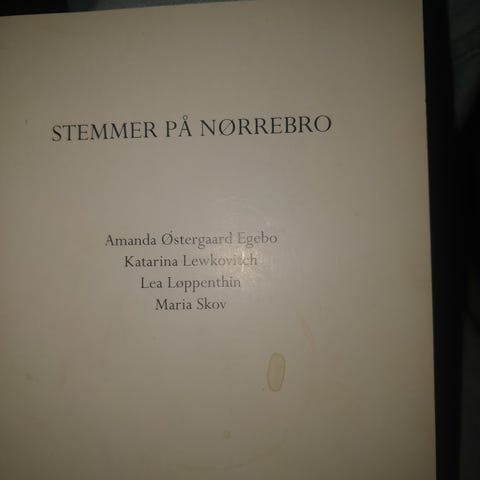 STEMMER PÅ NØRREBRO
Amanda Østergaard Egebo
Katarina Lewkovitch
Lea Løppenthin
Maria Skov